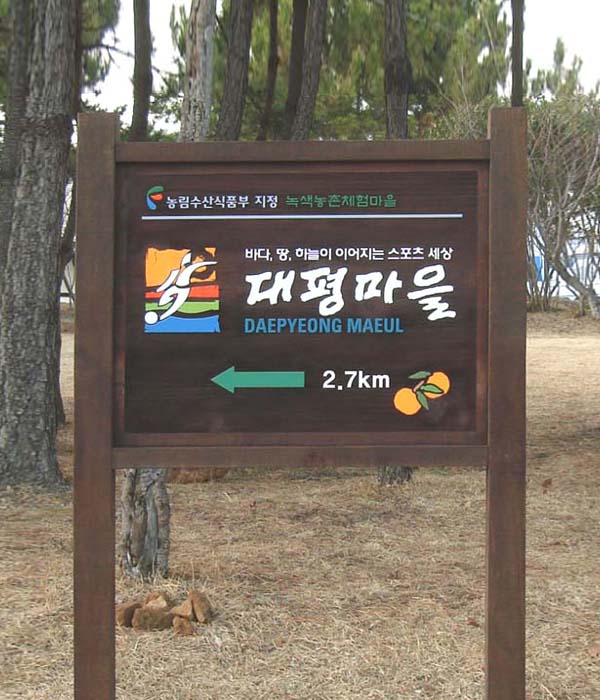 농림수산식품부 지정 녹색농촌체험마을
바다, 땅, 하늘이 이어지는 스포츠 세상
대평마을
DAEPYEONG MAEUL
2.7km